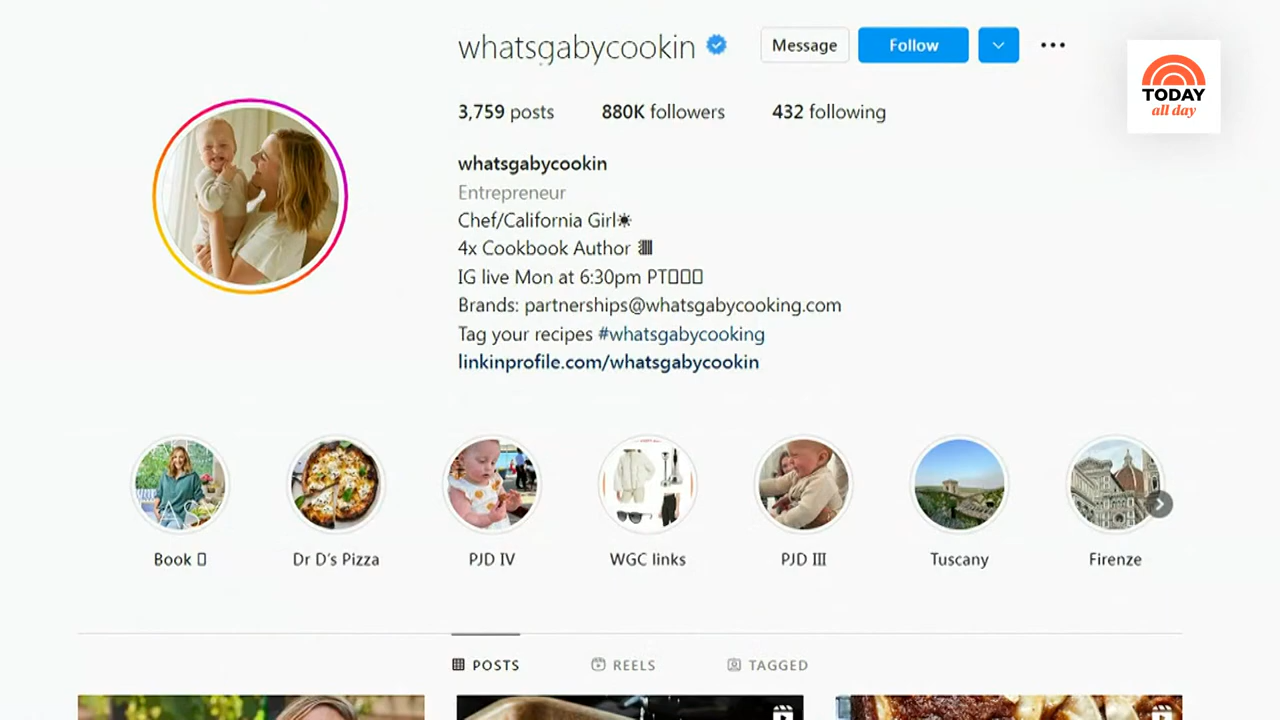 whatsgabycookin
Message
Follow
TODAY
all day
3,759 posts
880K followers
432 following
whatsgabycookin
Entrepreneur
Chef/California Girl☀
4x Cookbook Author
IG live Mon at 6:30pm PT
Brands: partnerships@whatsgabycooking.com
Tag your recipes #whatsgabycooking
linkinprofile.com/whatsgabycookin
Book
Dr D's Pizza
PJD IV
WGC links
PJD III
Tuscany
Firenze
POSTS
REELS
TAGGED